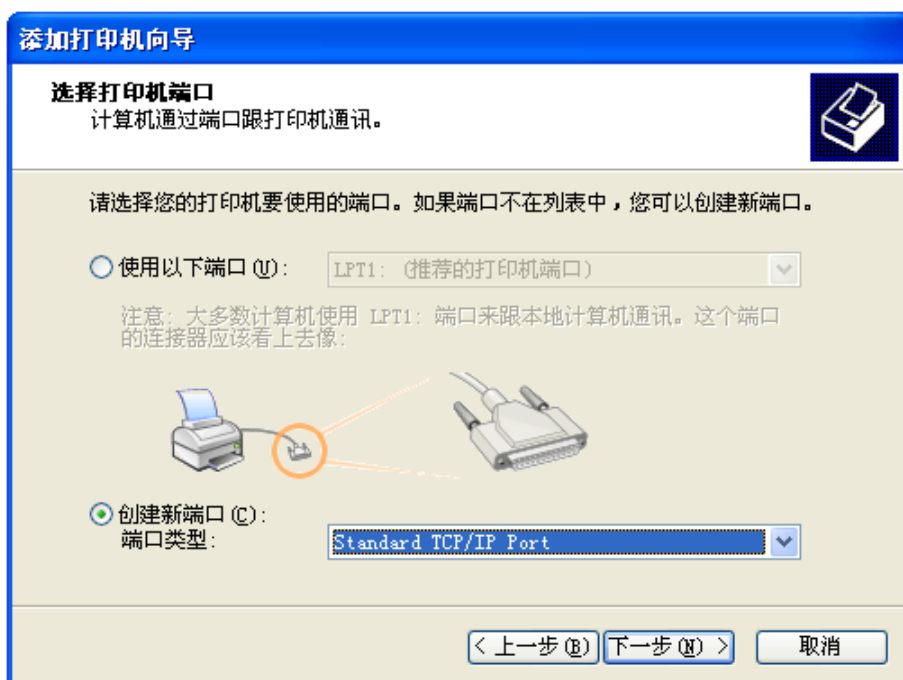 添加打印机向导
选择打印机端口
计算机通过端口跟打印机通讯。
请选择您的打印机要使用的端口。如果端口不在列表中，您可以创建新端口。
使用以下端口(U): LPT1: (推荐的打印机端口)
注意: 大多数计算机使用 LPT1: 端口来跟本地计算机通讯。这个端口
的连接器应该看上去像:
创建新端口(C):
端口类型: Standard TCP/IP Port
< 上一步(B) 下一步(N) > 取消